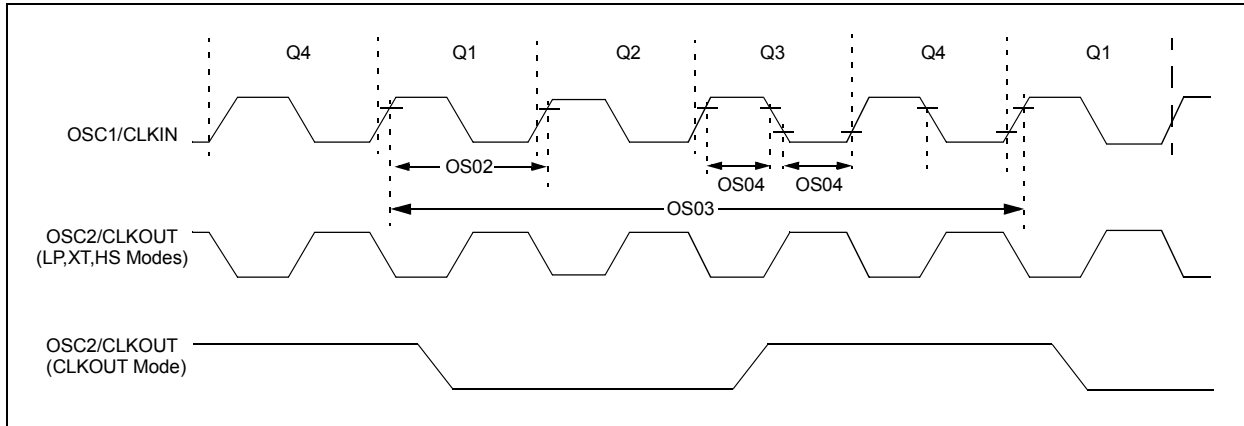 Q4 Q1 Q2 Q3 Q4 Q1
OSC1/CLKIN
OS02
OS04 OS04
OS03
OSC2/CLKOUT
(LP,XT,HS Modes)
OSC2/CLKOUT
(CLKOUT Mode)